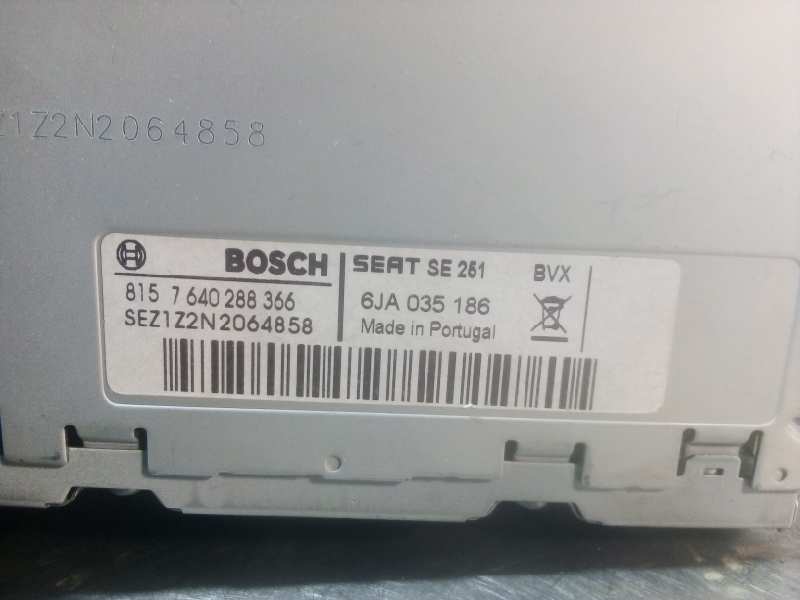 Z1Z2N2064858
BOSCH
SEAT SE 251
BVX
815 7 640 288 366
6JA 035 186
SEZ1Z2N2064858
Made in Portugal